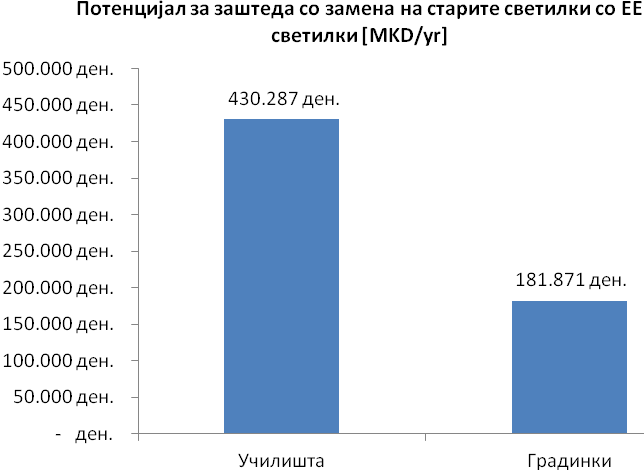 Потенцијал за заштеда со замена на старите светилки со ЕЕ
светилки [MKD/yr]
500.000 ден.
450.000 ден.
400.000 ден.
350.000 ден.
300.000 ден.
250.000 ден.
200.000 ден.
150.000 ден.
100.000 ден.
50.000 ден.
- ден.
430.287 ден.
181.871 ден.
Училишта
Градинки